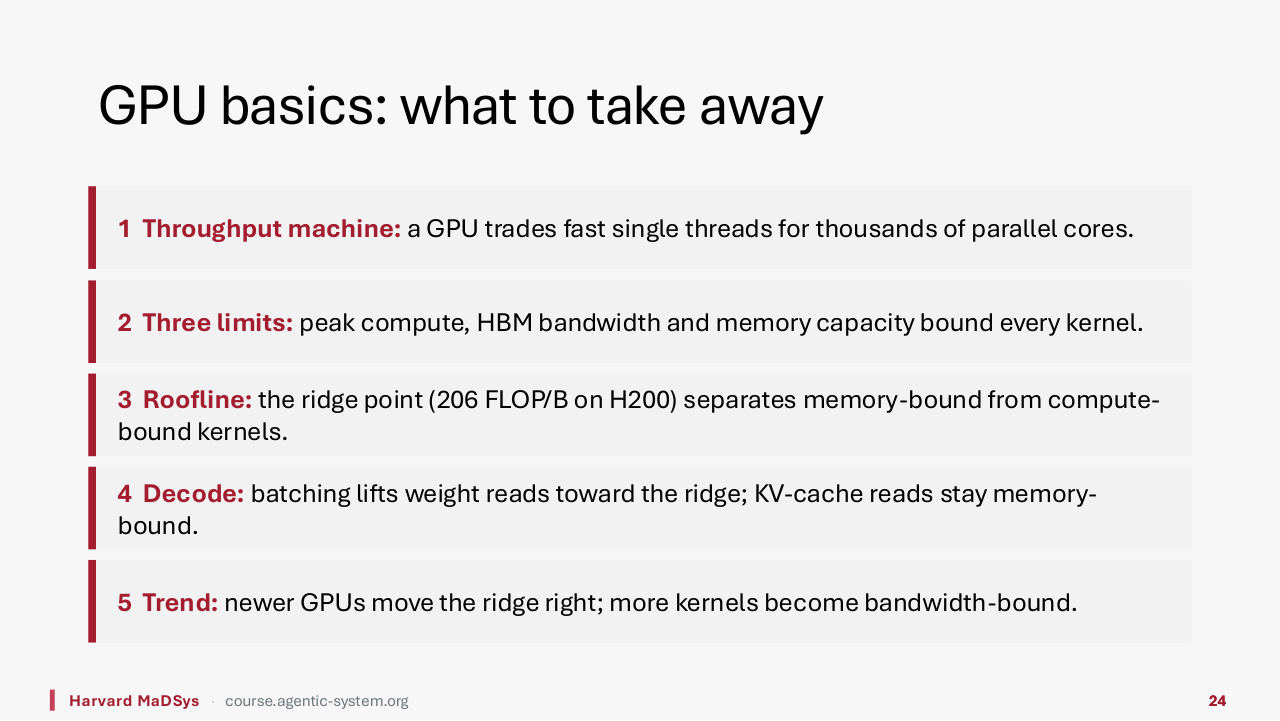 GPU basics: what to take away
1 Throughput machine: a GPU trades fast single threads for thousands of parallel cores.
2 Three limits: peak compute, HBM bandwidth and memory capacity bound every kernel.
3 Roofline: the ridge point (206 FLOP/B on H200) separates memory-bound from compute-
bound kernels.
4 Decode: batching lifts weight reads toward the ridge; KV-cache reads stay memory-
bound.
5 Trend: newer GPUs move the ridge right; more kernels become bandwidth-bound.
Harvard MaDSys · course.agentic-system.org
24